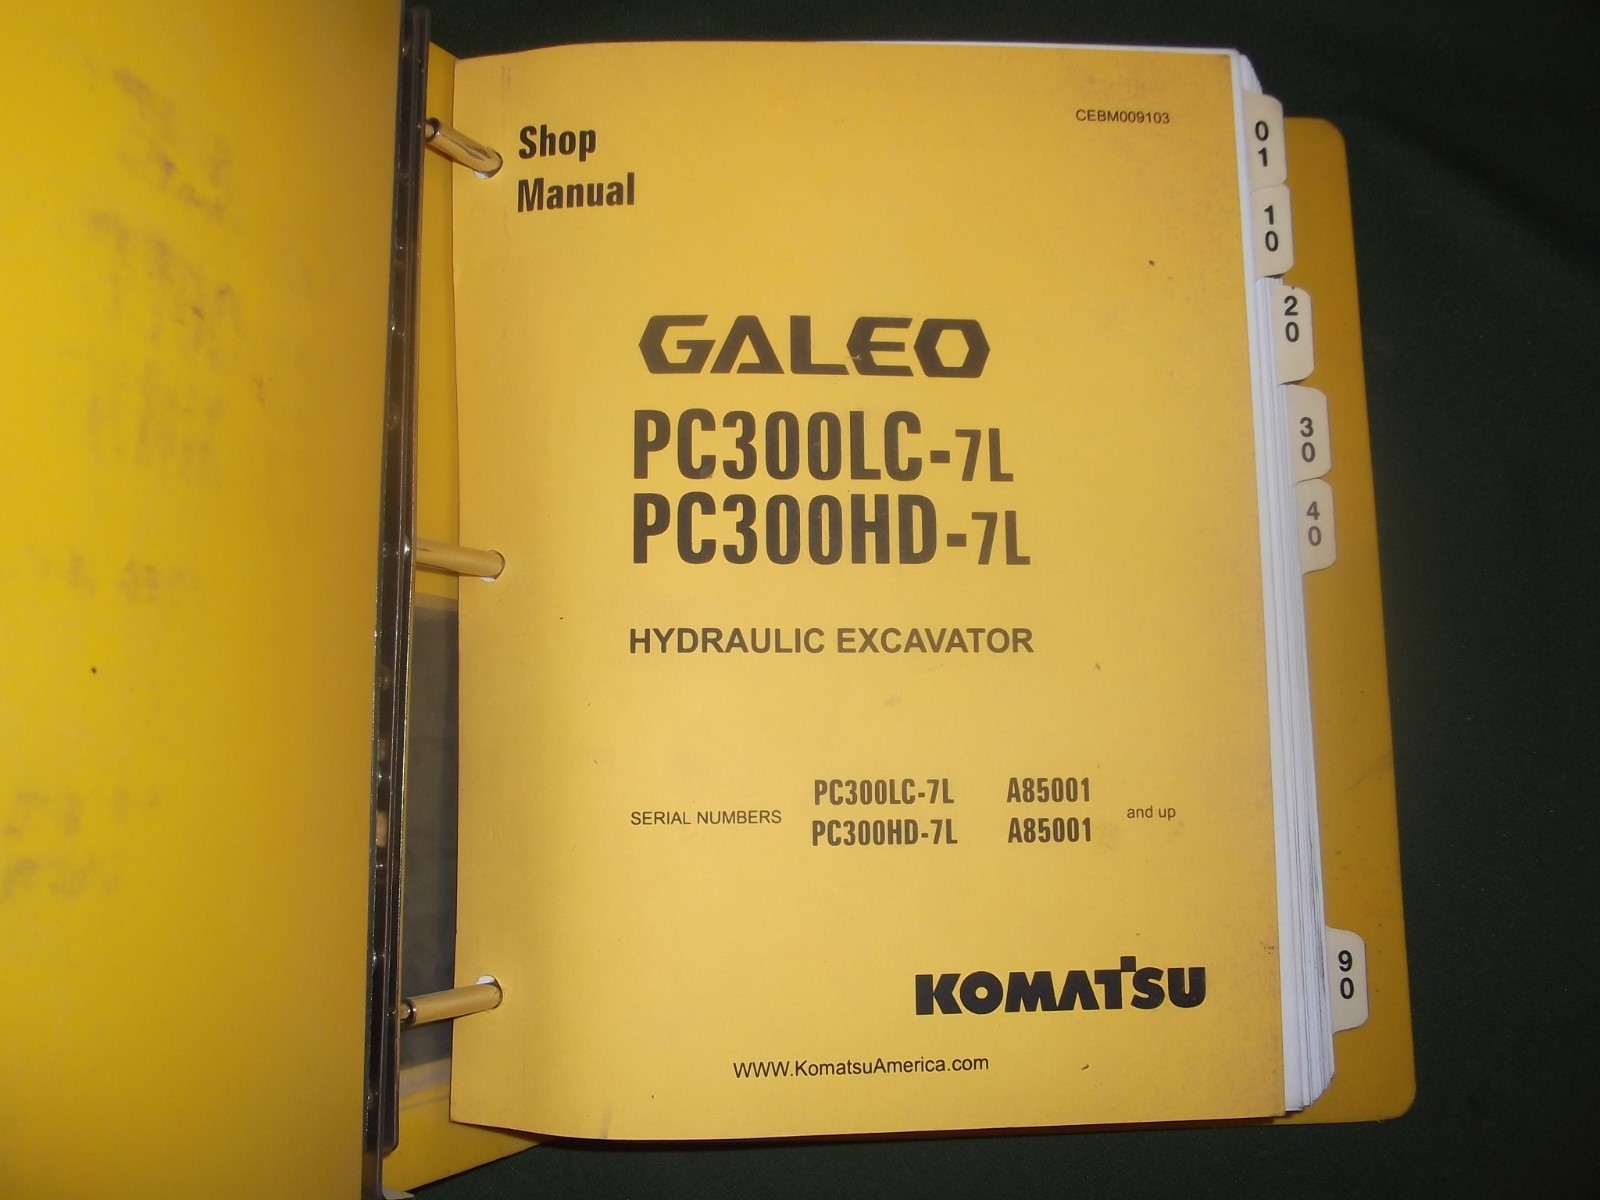 CEBM009103
Shop
Manual
GALEO
PC300LC-7L
PC300HD-7L
HYDRAULIC EXCAVATOR
SERIAL NUMBERS
PC300LC-7L A85001
PC300HD-7L A85001
and up
KOMATSU
WWW.KomatsuAmerica.com
01
10
20
30
40
90